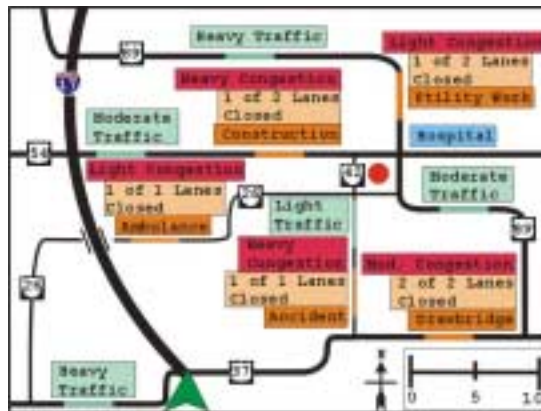 Heavy Traffic
Light Congestion
1 of 2 Lanes
Closed
Utility Work
69
Heavy Congestion
1 of 2 Lanes
Closed
Construction
Moderate
Traffic
Hospital
54
41
Light Congestion
1 of 1 Lanes
Closed
Ambulance
Moderate
Traffic
Light
Traffic
69
Heavy
Congestion
1 of 1 Lanes
Closed
Accident
Mod. Congestion
2 of 2 Lanes
Closed
Drawbridge
Heavy
Traffic
37
0 5 10